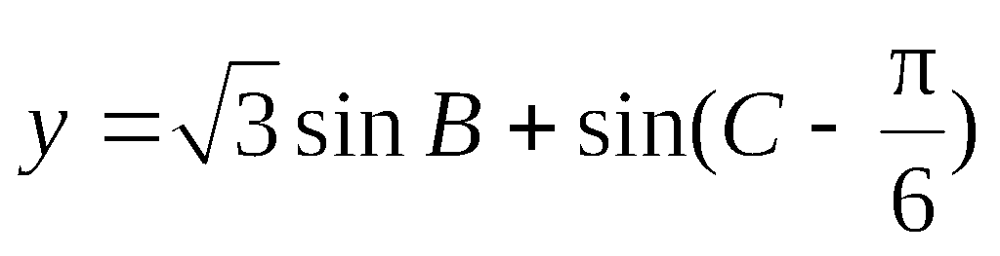 y = √3 sin B + sin(C - π/6)